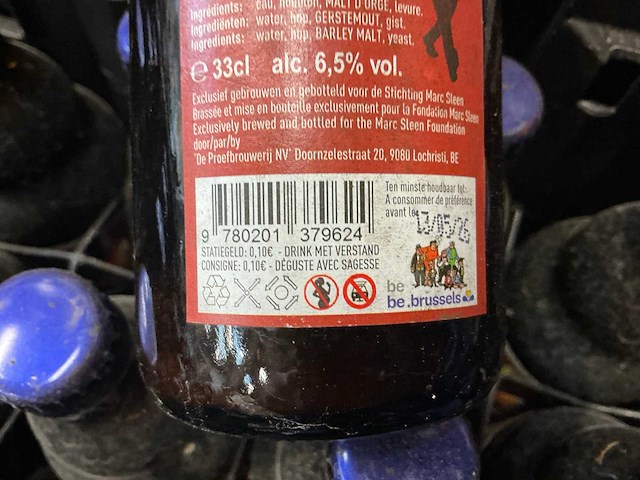 Ingrédients: eau, houblon, MALT D'ORGE, levure.
Ingrediënten: water, hop, GERSTEMOUT, gist.
Ingredients: water, hop, BARLEY MALT, yeast.
℮ 33cl alc. 6,5% vol.
Exclusief gebrouwen en gebotteld voor de Stichting Marc Sleen
Brassée et mise en bouteille exclusivement pour la Fondation Marc Sleen
Exclusively brewed and bottled for the Marc Sleen Foundation
door/par/by
'De Proefbrouwerij NV' Doornzelestraat 20, 9080 Lochristi, BE
Ten minste houdbaar tot:
A consommer de préférence
avant le:
13/05/26
9 780201 379624
STATIEGELD: 0,10€ - DRINK MET VERSTAND
CONSIGNE: 0,10€ - DÉGUSTE AVEC SAGESSE
be
be.brussels